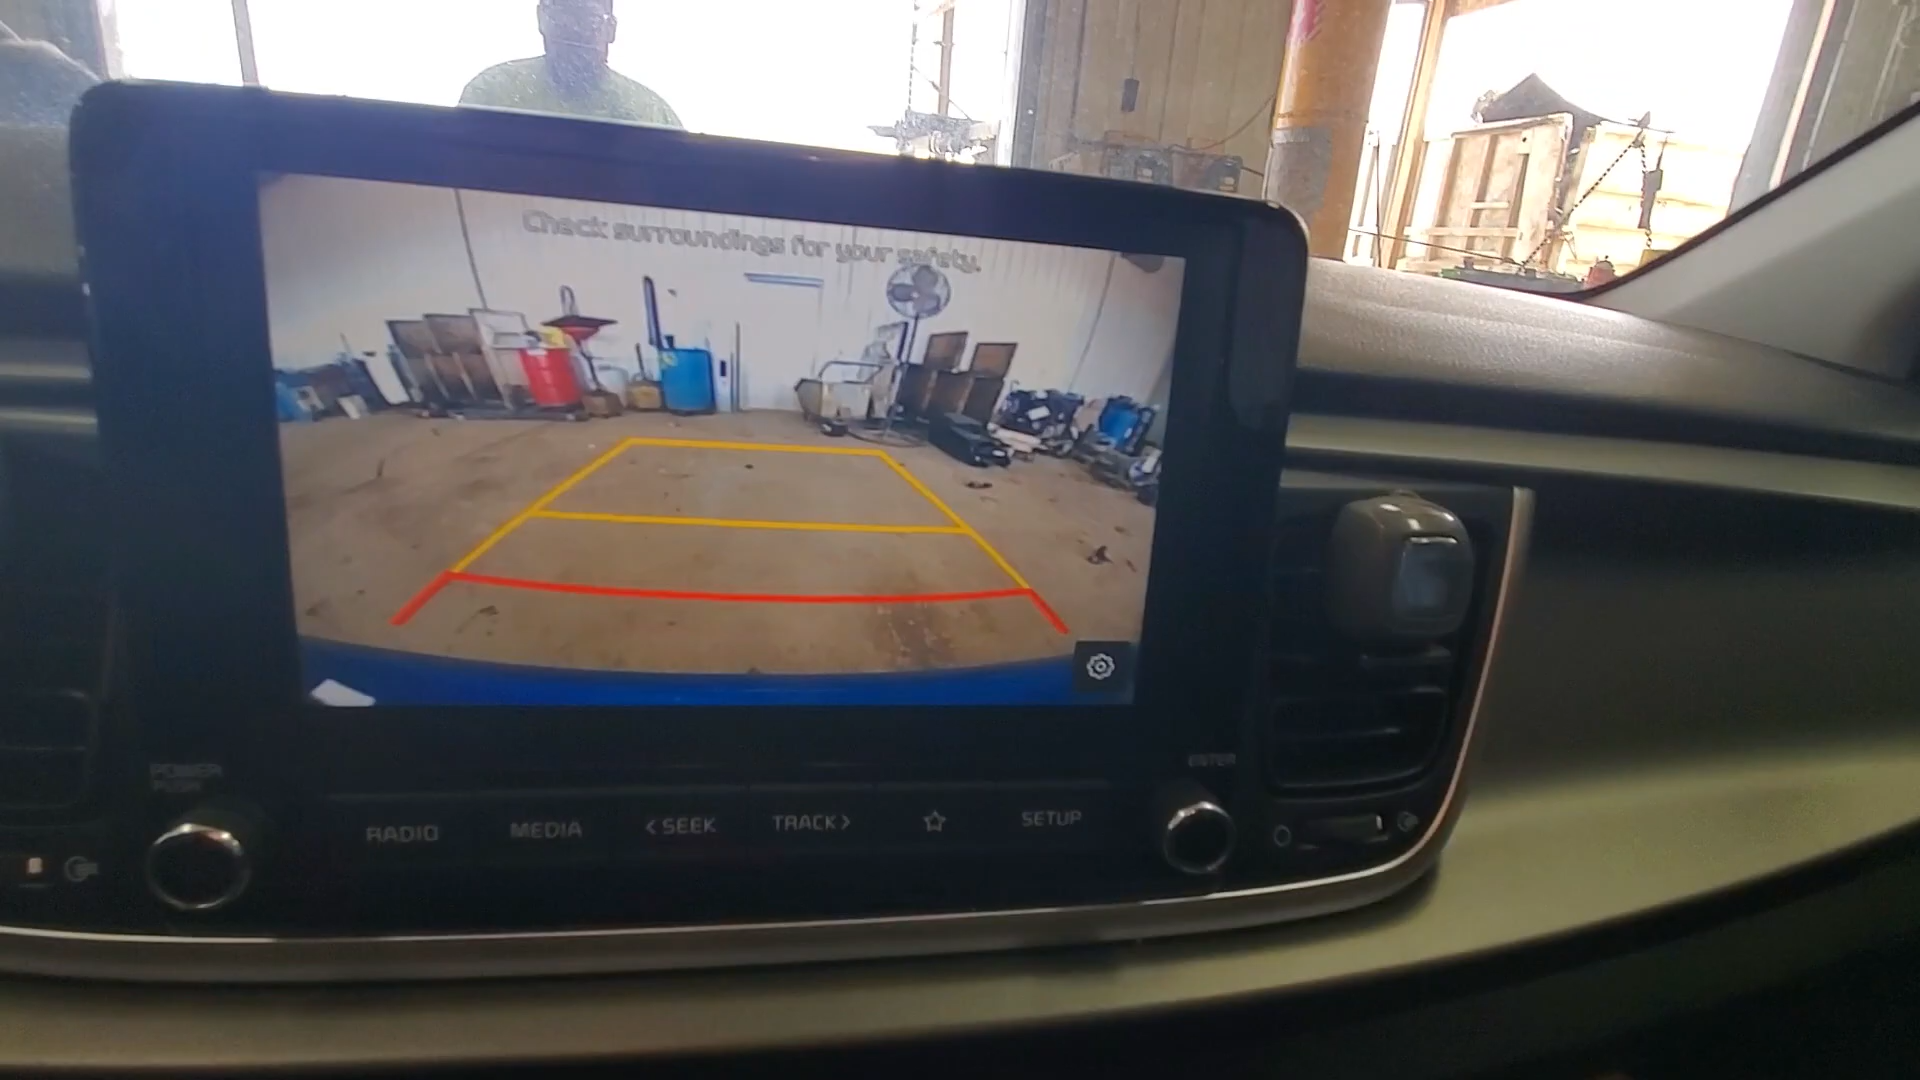 Check surroundings for your safety.
POWER
PUSH
ENTER
RADIO
MEDIA
< SEEK
TRACK >
SETUP